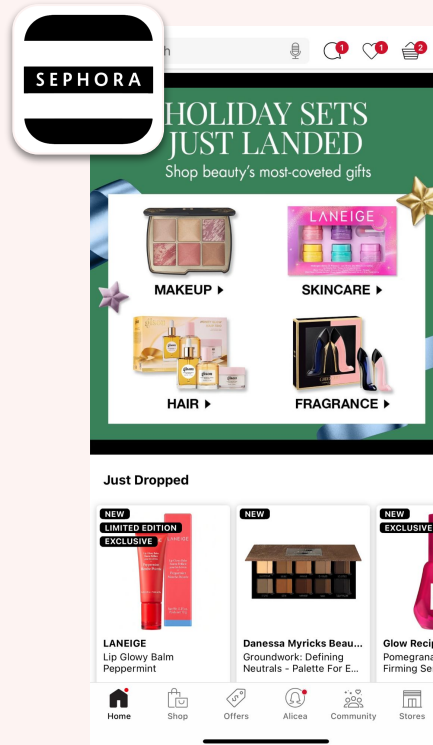 SEPHORA
h
1
1
2
HOLIDAY SETS
JUST LANDED
Shop beauty's most-coveted gifts
LANEIGE
MAKEUP
SKINCARE
HAIR
FRAGRANCE
Just Dropped
NEW
LIMITED EDITION
EXCLUSIVE
LANEIGE
NEW
NEW
EXCLUSIVE
LANEIGE
Lip Glowy Balm
Peppermint
Danessa Myricks Beau...
Groundwork: Defining
Neutrals - Palette For E...
Glow Recip
Pomegrana
Firming Se
Home
Shop
Offers
Alicea
Community
Stores